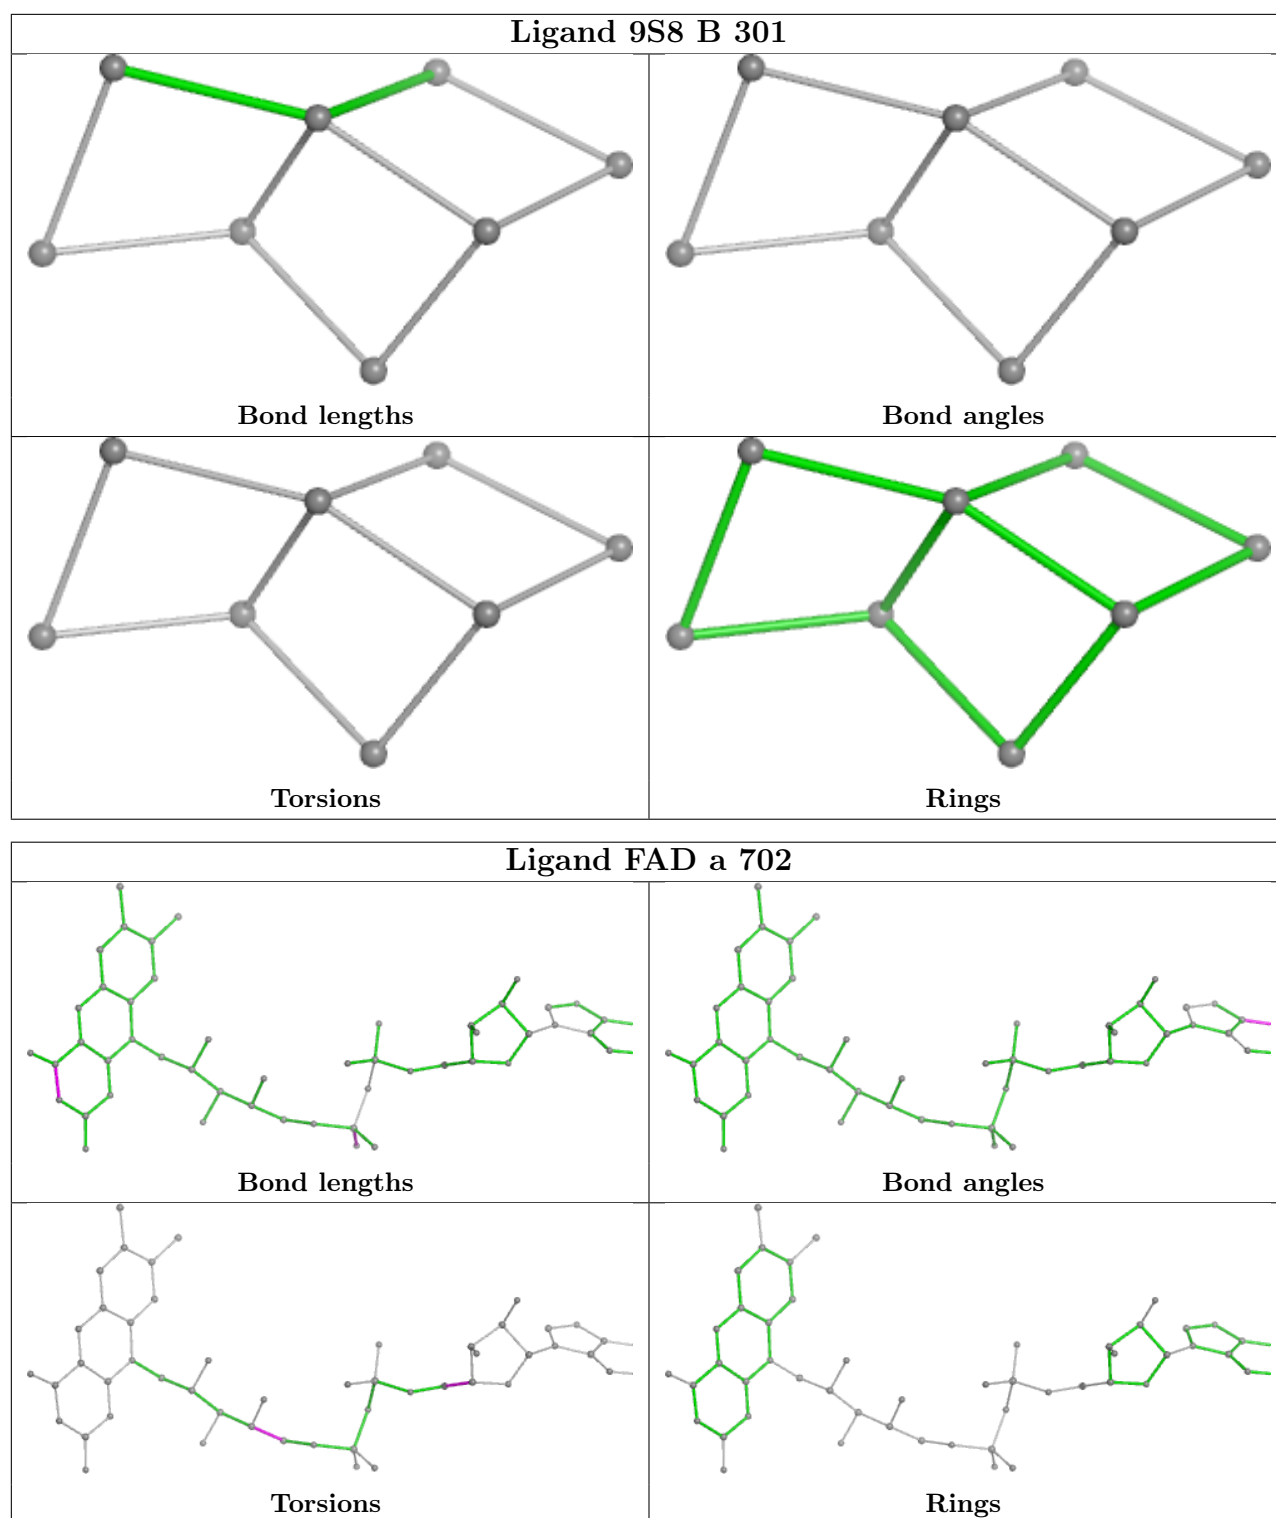 Ligand 9S8 B 301
Bond lengths
Bond angles
Torsions
Rings
Ligand FAD a 702
Bond lengths
Bond angles
Torsions
Rings